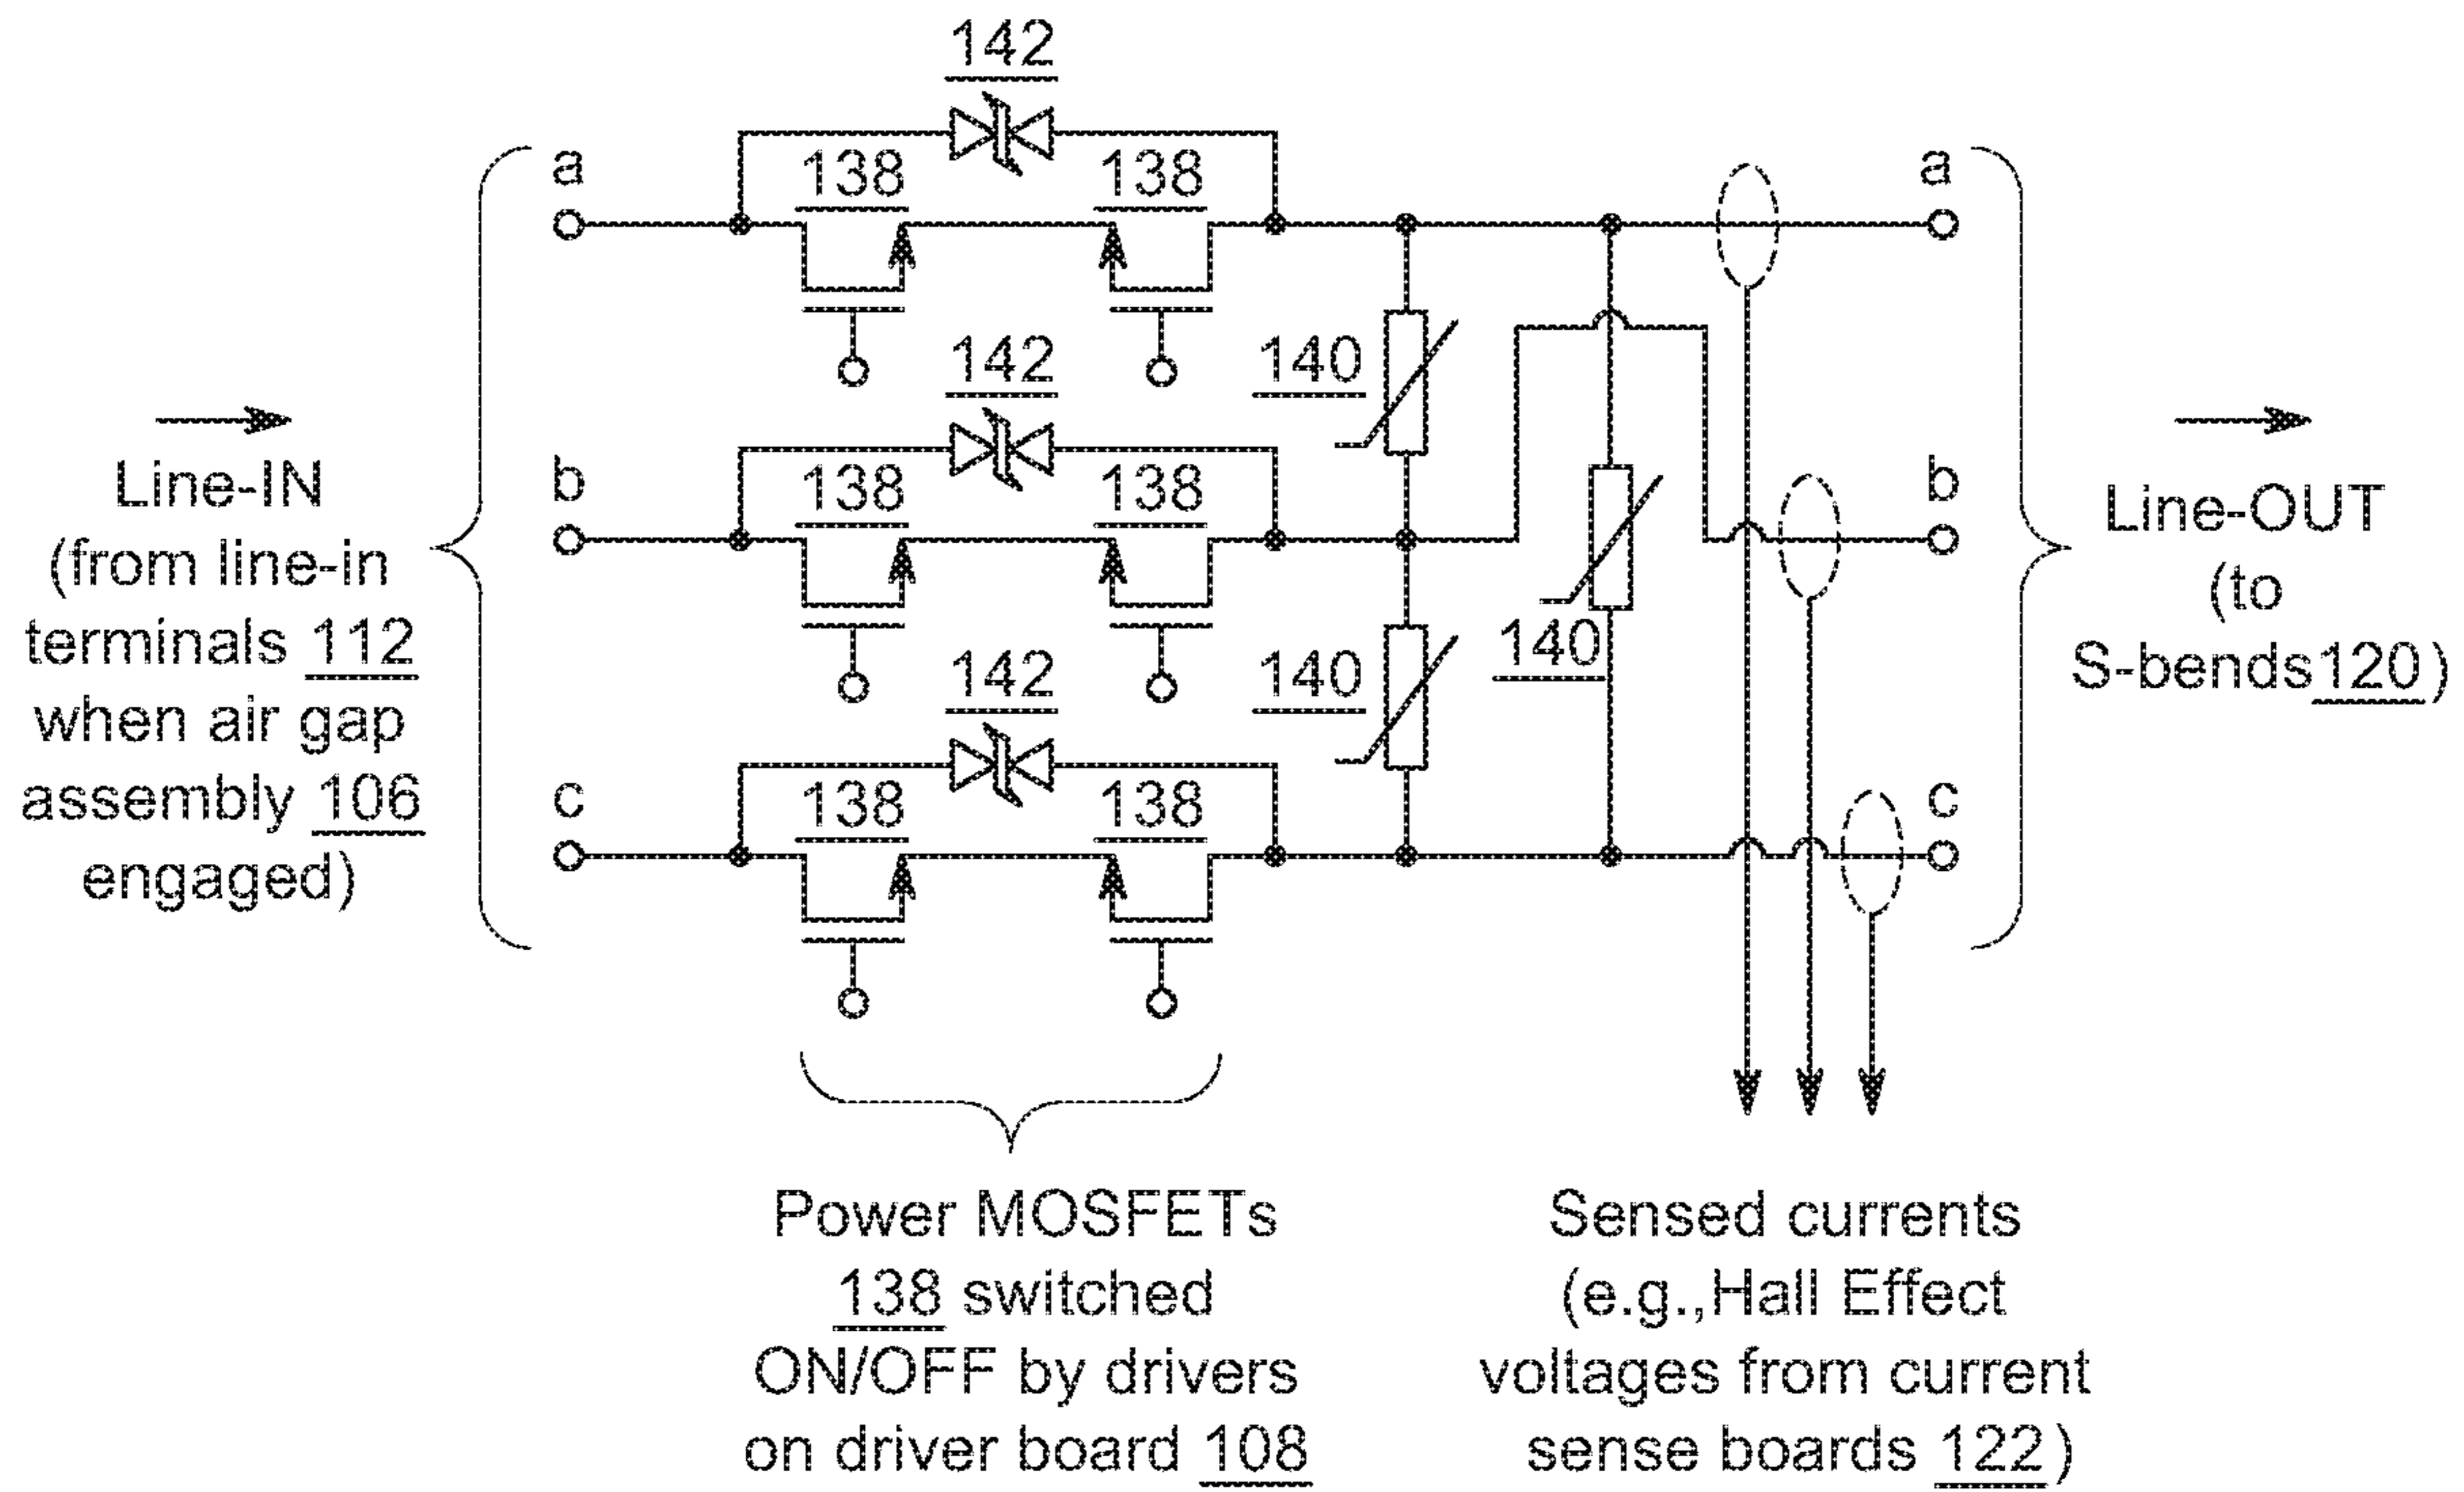 142
a 138 138 a
142
140
b 138 138 b
142
140
140
c 138 138 c
Line-IN
(from line-in
terminals 112
when air gap
assembly 106
engaged)
Line-OUT
(to
S-bends 120)
Power MOSFETs
138 switched
ON/OFF by drivers
on driver board 108
Sensed currents
(e.g.,Hall Effect
voltages from current
sense boards 122)